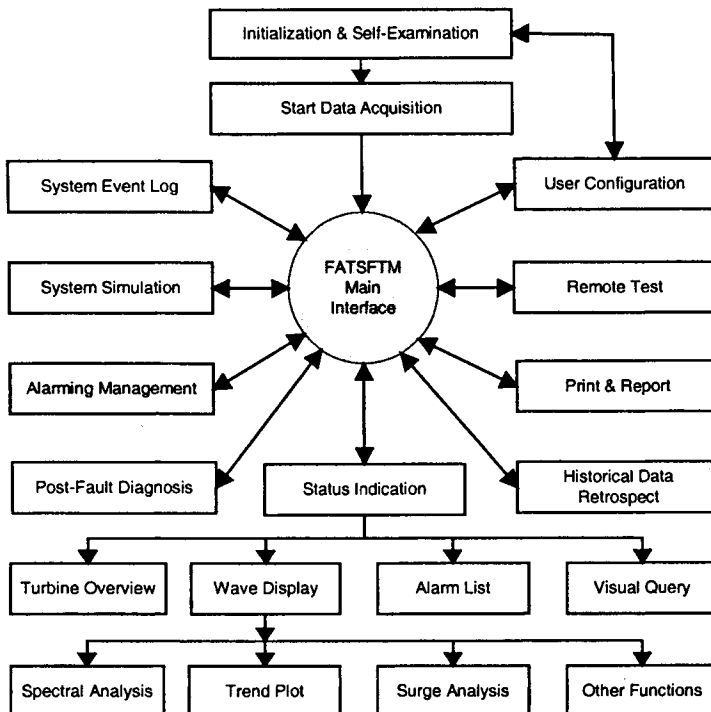 Initialization & Self-Examination
Start Data Acquisition
System Event Log
User Configuration
FATSFTM
Main
Interface
System Simulation
Remote Test
Alarming Management
Print & Report
Post-Fault Diagnosis
Status Indication
Historical Data
Retrospect
Turbine Overview
Wave Display
Alarm List
Visual Query
Spectral Analysis
Trend Plot
Surge Analysis
Other Functions